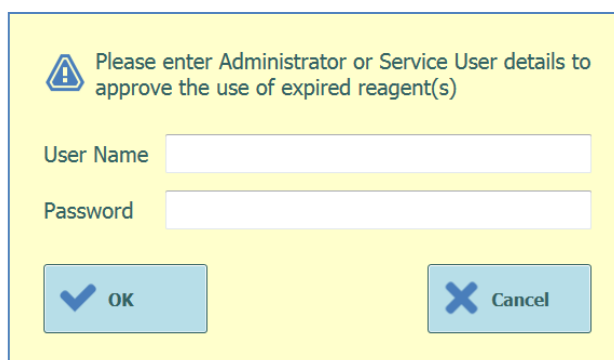 Please enter Administrator or Service User details to
approve the use of expired reagent(s)
User Name
Password
OK
Cancel